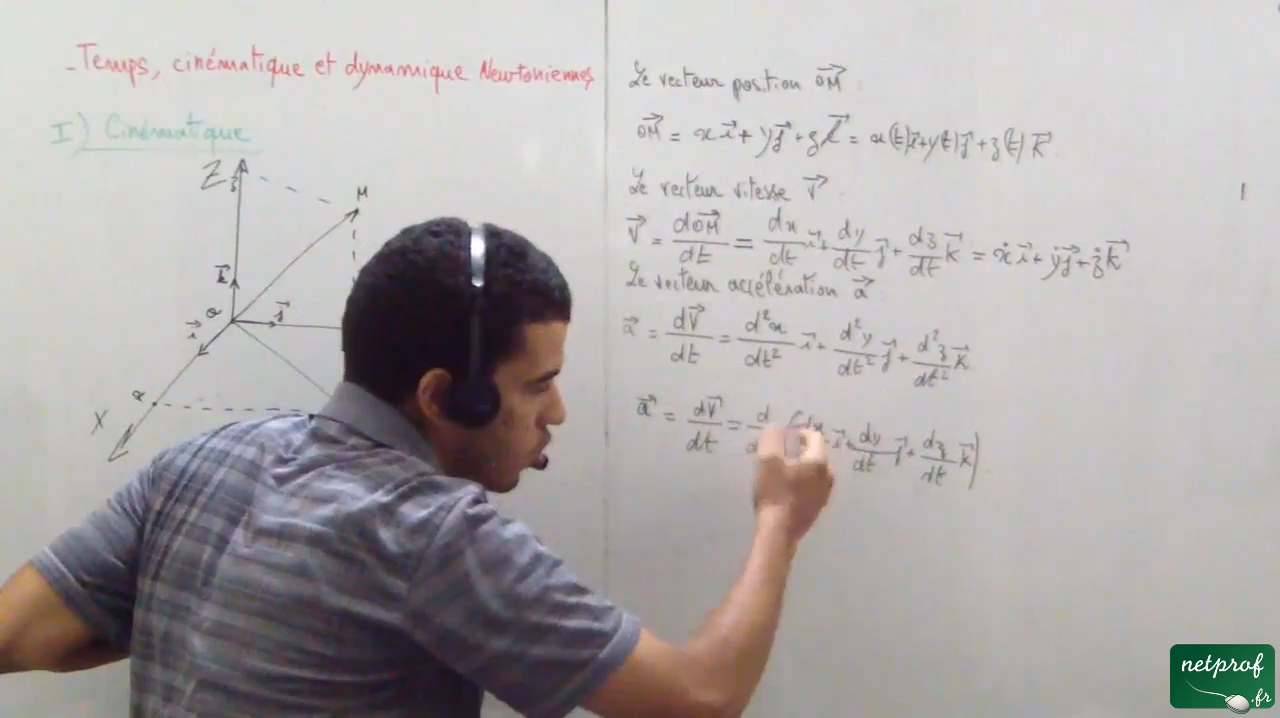 - Temps, cinématique et dynamique Newtoniennes
I) Cinématique
Z
z
M
k⃗
O
j⃗
i⃗
x
X
Le vecteur position OM⃗
OM⃗ = x i⃗ + y j⃗ + z k⃗ = x(t) i⃗ + y(t) j⃗ + z(t) k⃗
Le vecteur vitesse V⃗
V⃗ = dOM⃗/dt = dx/dt i⃗ + dy/dt j⃗ + dz/dt k⃗ = ẋ i⃗ + ẏ j⃗ + ż k⃗
Le vecteur accélération a⃗
a⃗ = dV⃗/dt = d²x/dt² i⃗ + d²y/dt² j⃗ + d²z/dt² k⃗
a⃗ = dV⃗/dt = d/d (dx i⃗ + dy/dt j⃗ + dz/dt k⃗)
netprof
.fr